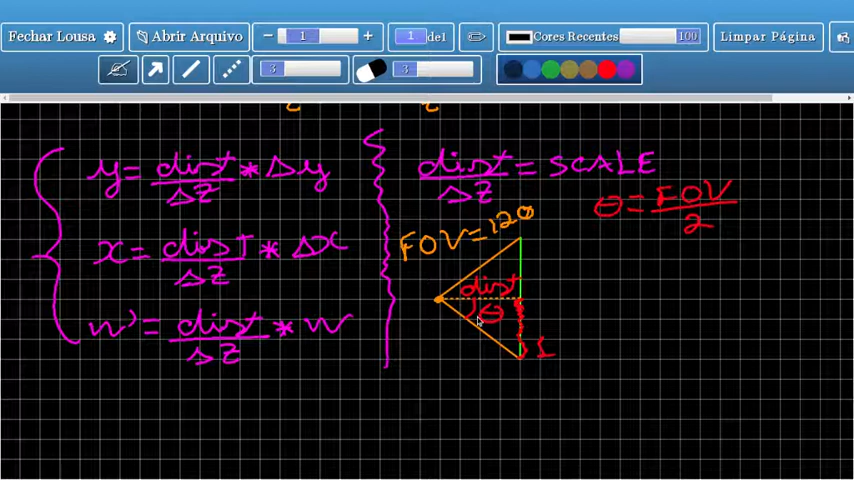 Fechar Lousa Abrir Arquivo − 1 + 1 de1 Cores Recentes 100 Limpar Página
3 3
y = dist/ΔZ * Δy
dist/ΔZ = SCALE
θ = FOV/2
FOV = 120
x = dist/ΔZ * Δx
dist
θ
w' = dist/ΔZ * w
1